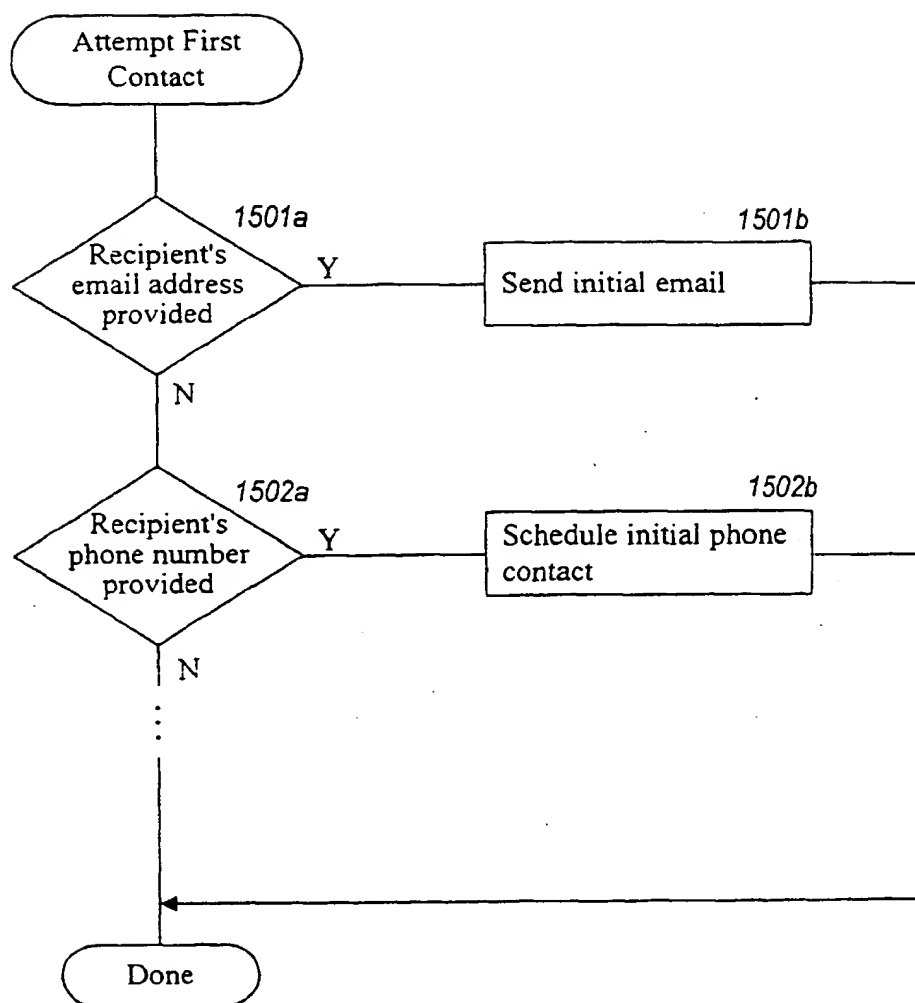 Attempt First
Contact
1501a
Recipient's
email address
provided
Y
1501b
Send initial email
N
1502a
Recipient's
phone number
provided
Y
1502b
Schedule initial phone
contact
N
Done